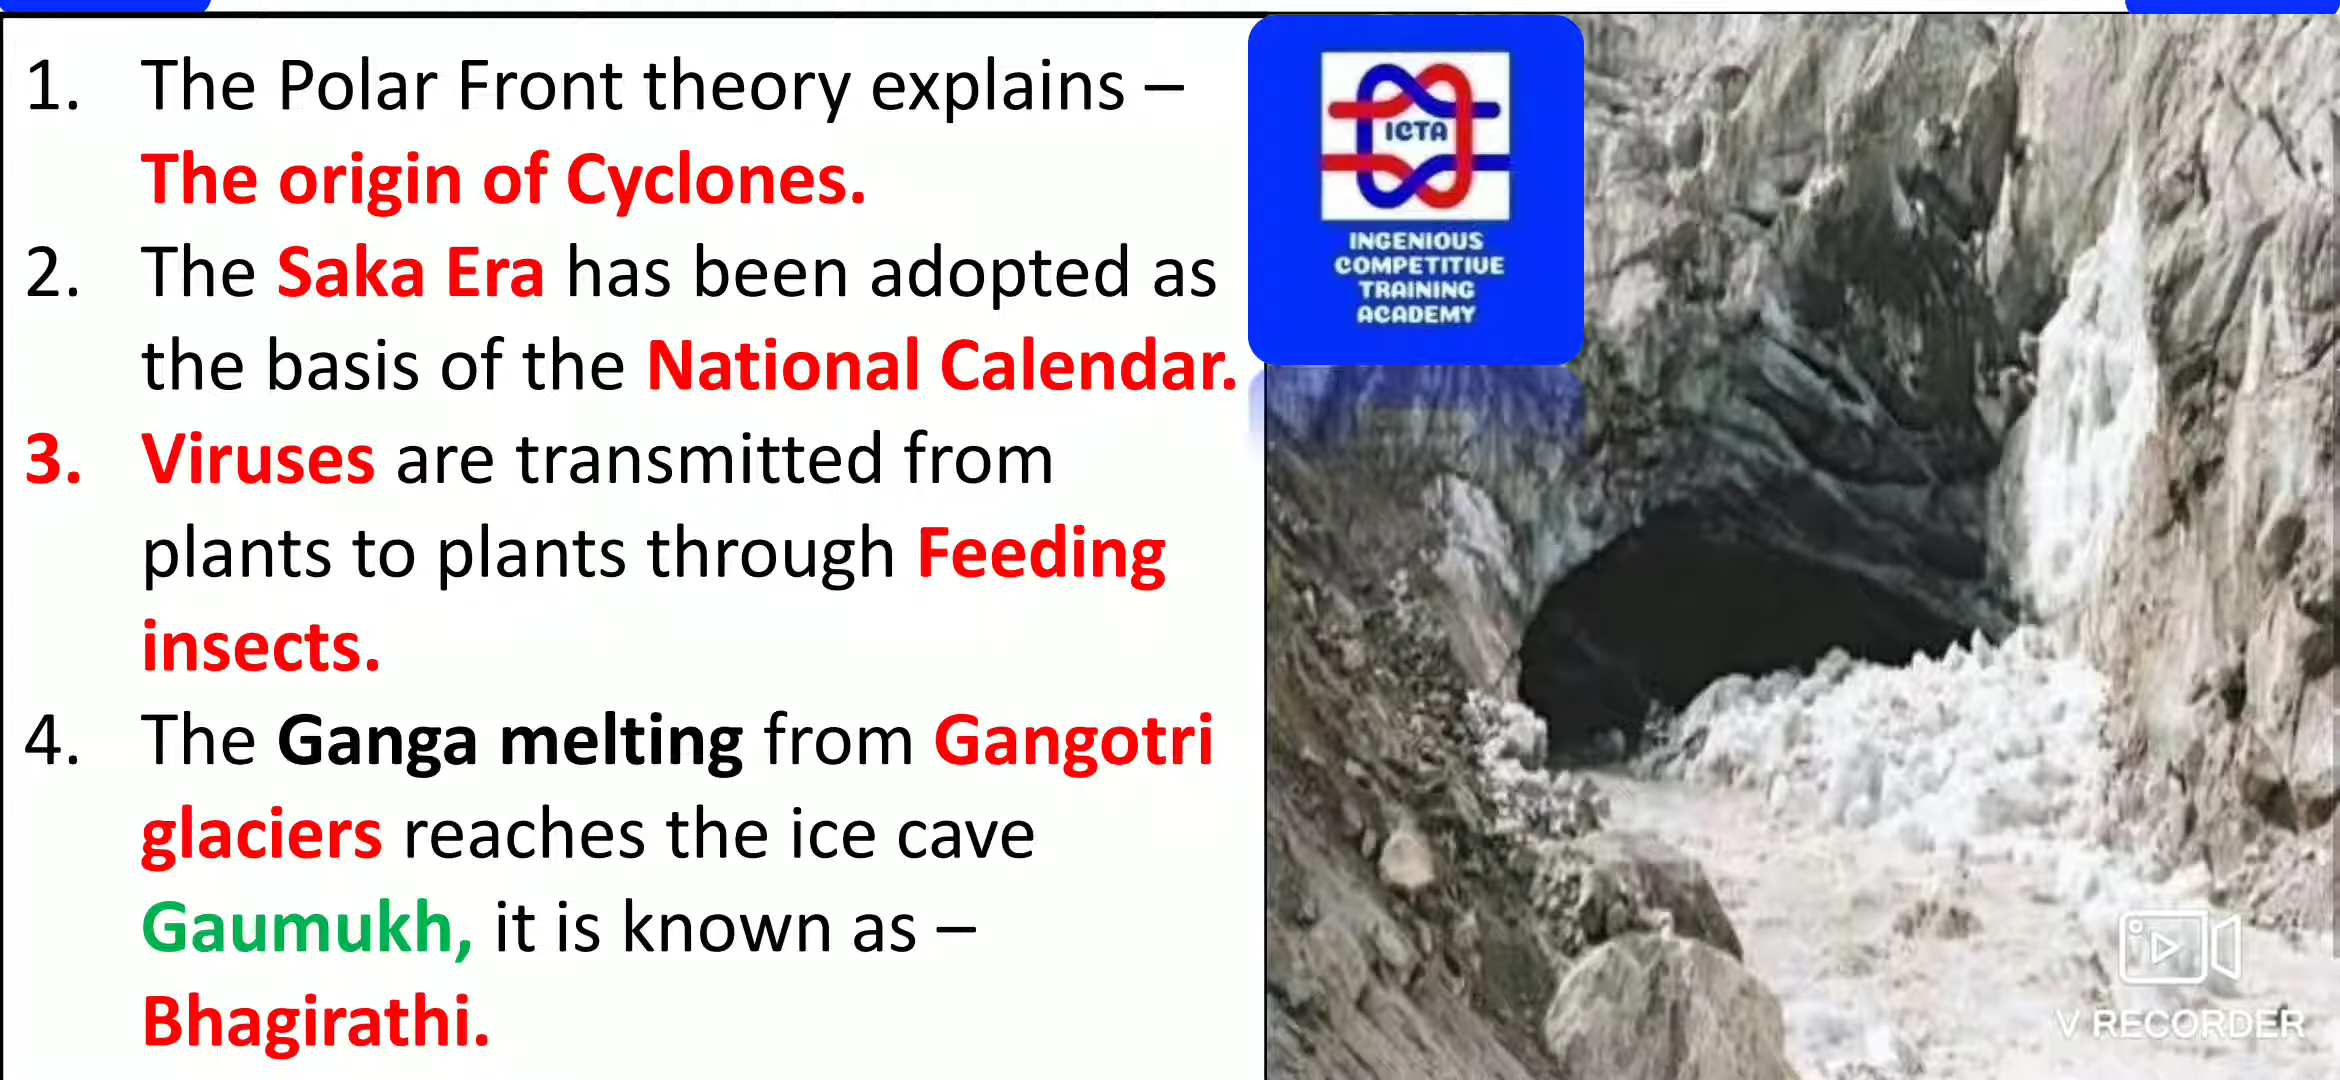 1. The Polar Front theory explains –
The origin of Cyclones.
2. The Saka Era has been adopted as
the basis of the National Calendar.
3. Viruses are transmitted from
plants to plants through Feeding
insects.
4. The Ganga melting from Gangotri
glaciers reaches the ice cave
Gaumukh, it is known as –
Bhagirathi.
ICTA
INGENIOUS
COMPETITIVE
TRAINING
ACADEMY
V RECORDER